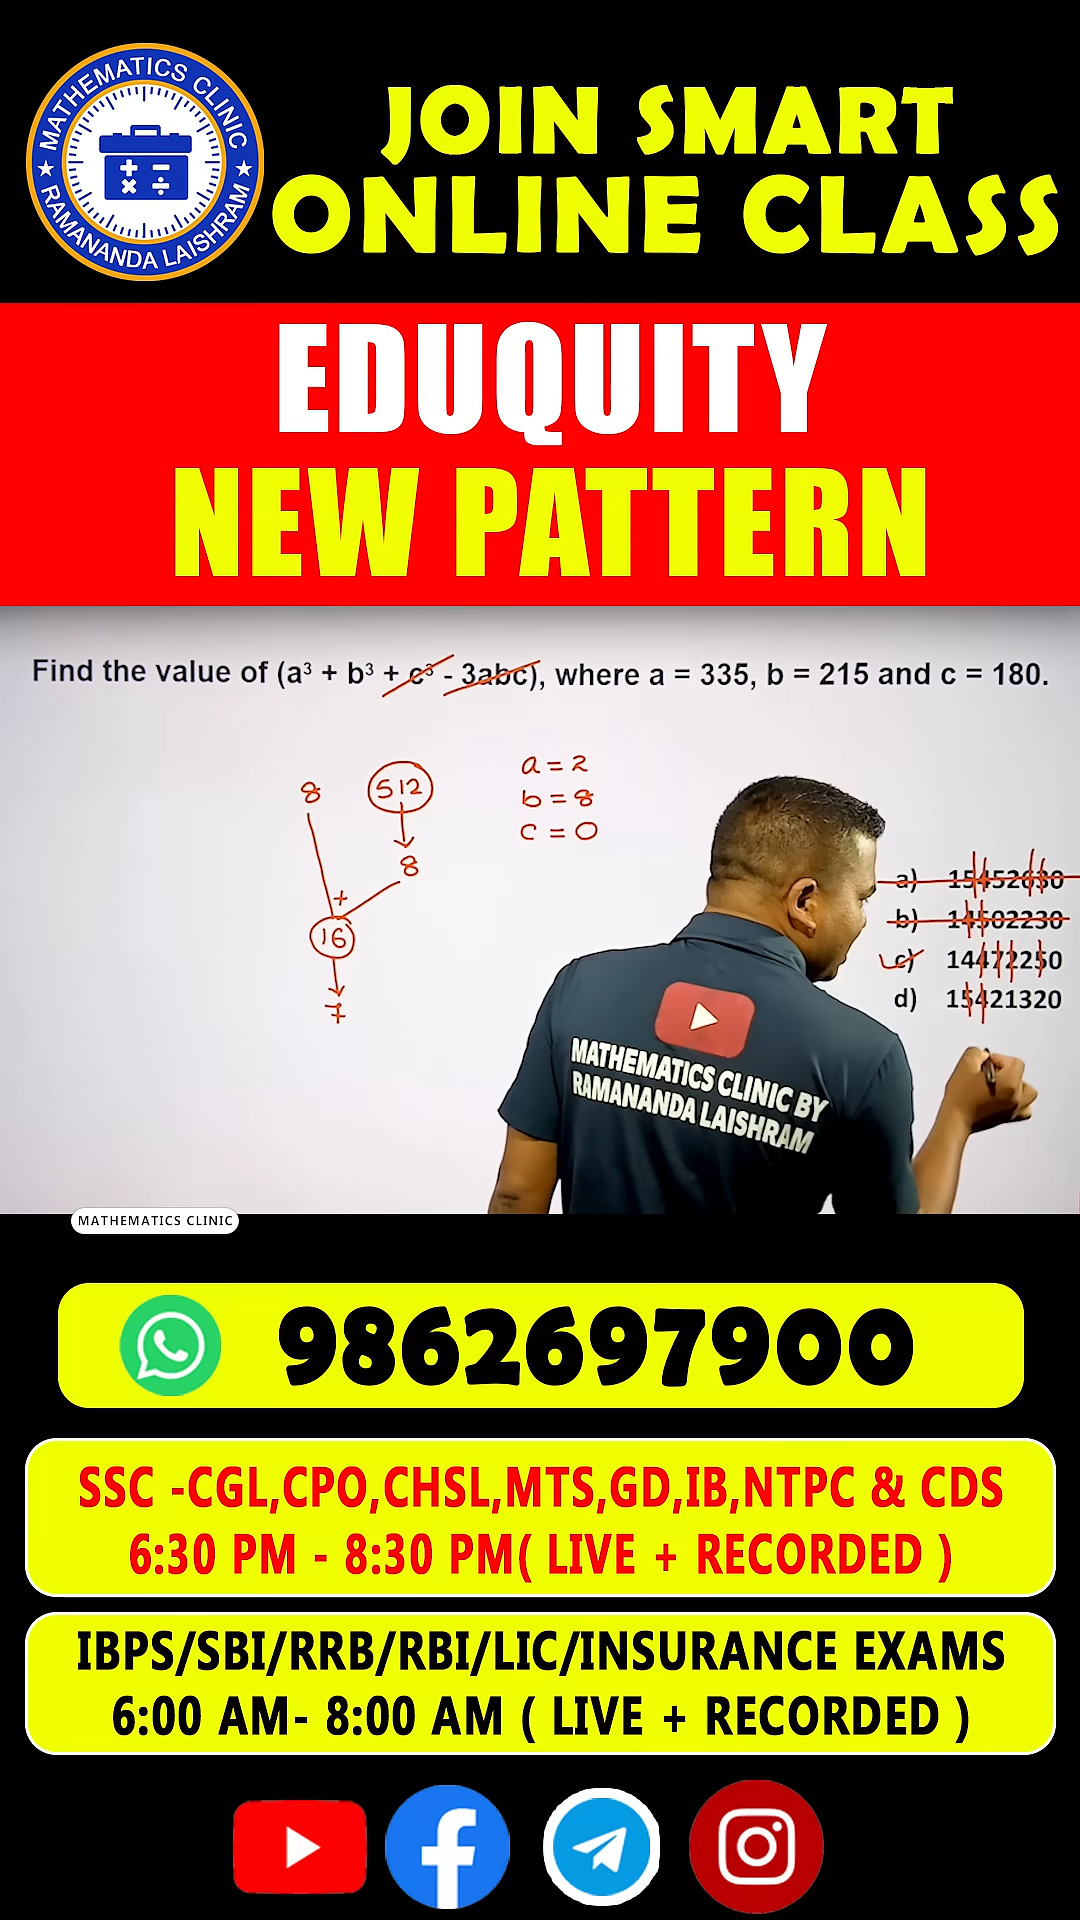 MATHEMATICS CLINIC
RAMANANDA LAISHRAM
JOIN SMART
ONLINE CLASS
EDUQUITY
NEW PATTERN
Find the value of (a³ + b³ + c³ - 3abc), where a = 335, b = 215 and c = 180.
8 512
8
+
16
7
a = 2
b = 8
c = 0
a) 15452630
b) 14502230
c) 14472250
d) 15421320
MATHEMATICS CLINIC BY
RAMANANDA LAISHRAM
MATHEMATICS CLINIC
9862697900
SSC -CGL,CPO,CHSL,MTS,GD,IB,NTPC & CDS
6:30 PM - 8:30 PM( LIVE + RECORDED )
IBPS/SBI/RRB/RBI/LIC/INSURANCE EXAMS
6:00 AM- 8:00 AM ( LIVE + RECORDED )